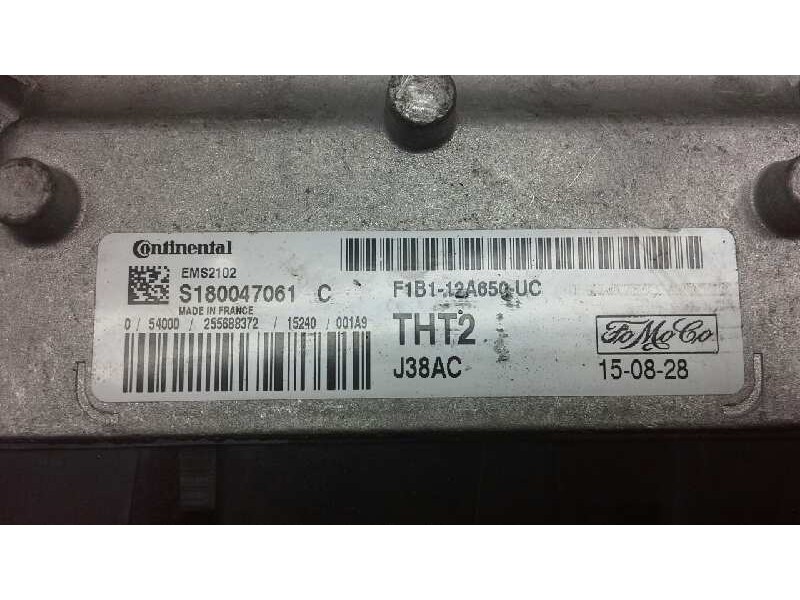 Continental
EMS2102
S180047061 C
MADE IN FRANCE
0 / 54000 / 255688372 / 15240 / 001A9
F1B1-12A650-UC
THT2
J38AC
FoMoCo
15-08-28